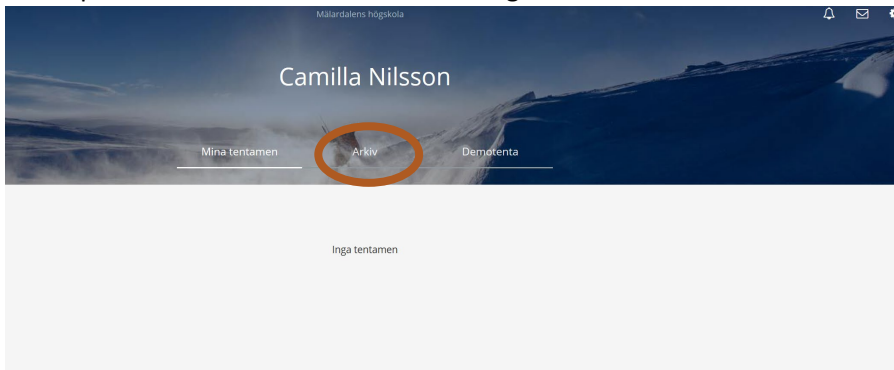 Mälardalens högskola
Camilla Nilsson
Mina tentamen
Arkiv
Demotenta
Inga tentamen